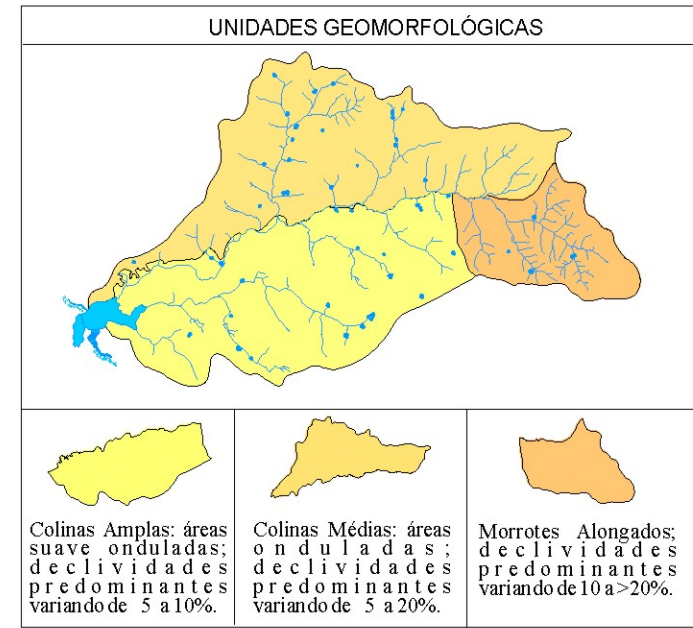 UNIDADES GEOMORFOLÓGICAS
Colinas Amplas: áreas
suave onduladas;
declividades
predominantes
variando de 5 a 10%.
Colinas Médias: áreas
onduladas;
declividades
predominantes
variando de 5 a 20%.
Morrotes Alongados;
declividades
predominantes
variando de 10 a >20%.